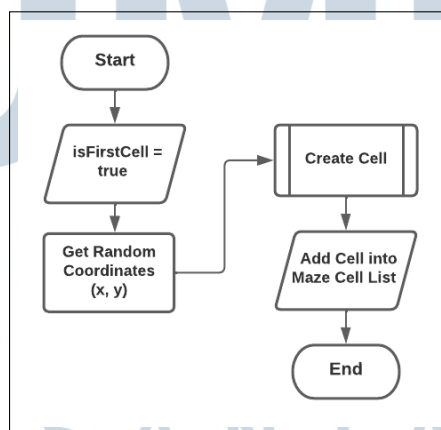 Start
isFirstCell =
true
Get Random
Coordinates
(x, y)
Create Cell
Add Cell into
Maze Cell List
End